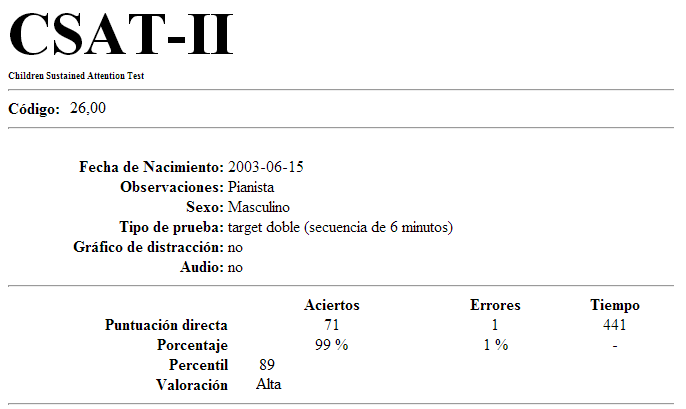 CSAT-II
Children Sustained Attention Test
Código: 26,00
Fecha de Nacimiento: 2003-06-15
Observaciones: Pianista
Sexo: Masculino
Tipo de prueba: target doble (secuencia de 6 minutos)
Gráfico de distracción: no
Audio: no
Aciertos Errores Tiempo
Puntuación directa 71 1 441
Porcentaje 99 % 1 % -
Percentil 89
Valoración Alta